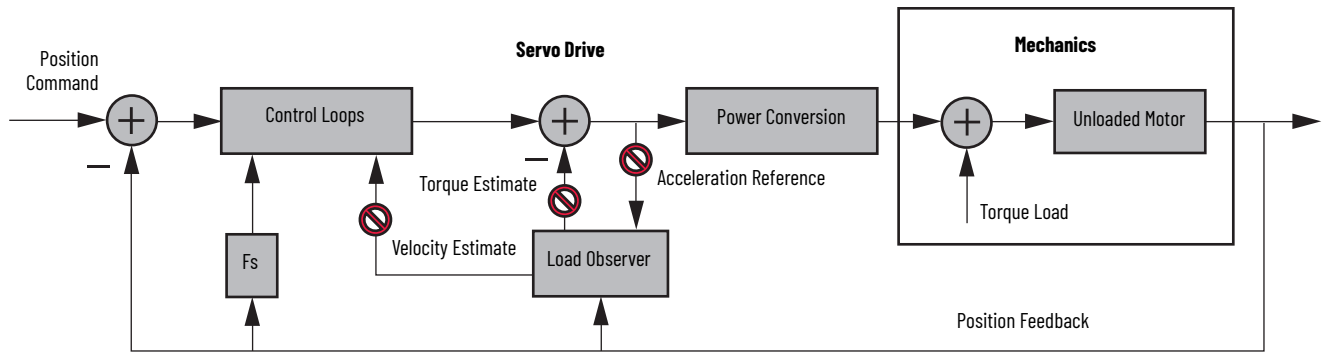 Position
Command
Servo Drive
Mechanics
Control Loops
Power Conversion
Unloaded Motor
Torque Estimate
Acceleration Reference
Torque Load
Velocity Estimate
Fs
Load Observer
Position Feedback